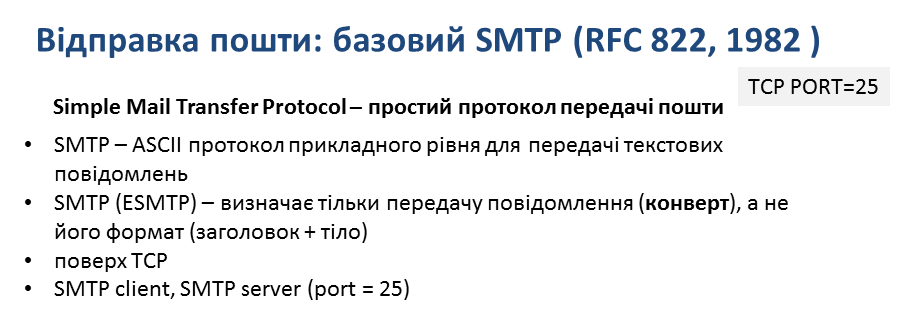 Відправка пошти: базовий SMTP (RFC 822, 1982 )
TCP PORT=25
Simple Mail Transfer Protocol – простий протокол передачі пошти
• SMTP – ASCII протокол прикладного рівня для передачі текстових
повідомлень
• SMTP (ESMTP) – визначає тільки передачу повідомлення (конверт), а не
його формат (заголовок + тіло)
• поверх TCP
• SMTP client, SMTP server (port = 25)